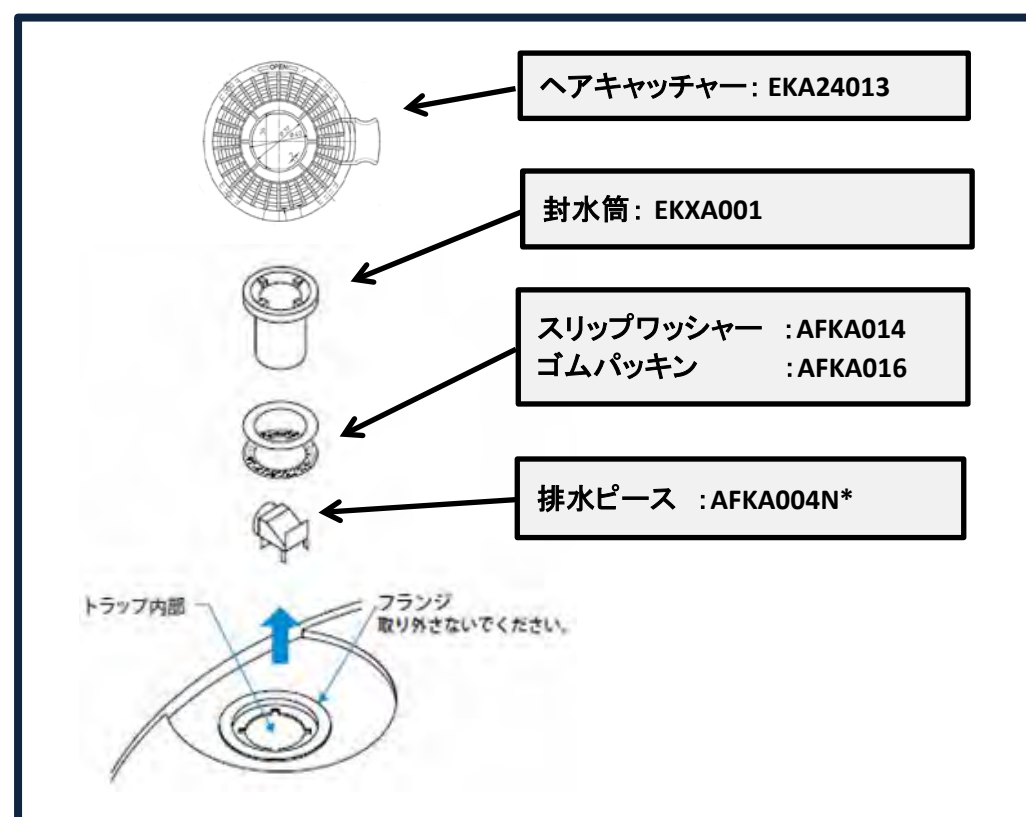 OPEN
ヘアキャッチャー: EKA24013
封水筒: EKXA001
スリップワッシャー :AFKA014
ゴムパッキン :AFKA016
排水ピース :AFKA004N*
トラップ内部
フランジ
取り外さないでください。